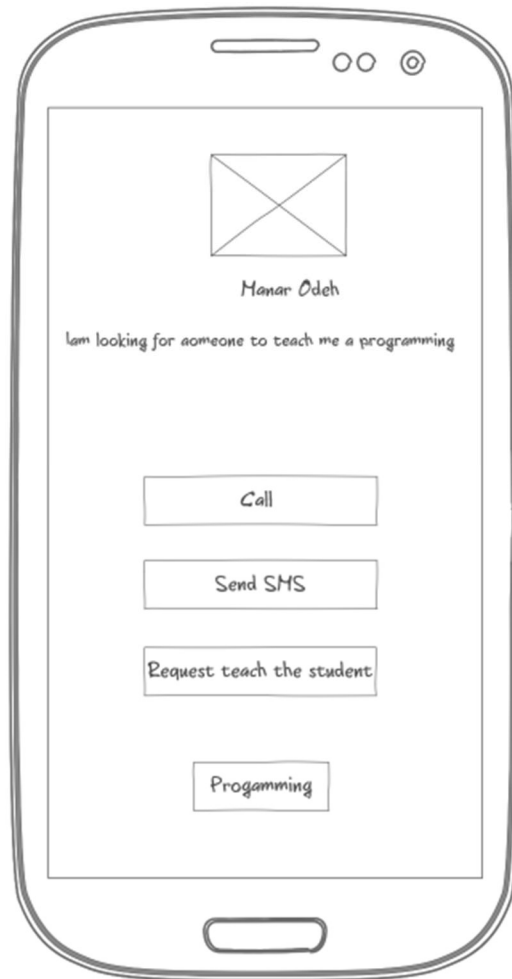 Manar Odeh
Iam looking for aomeone to teach me a programming
Call
Send SMS
Request teach the student
Progamming